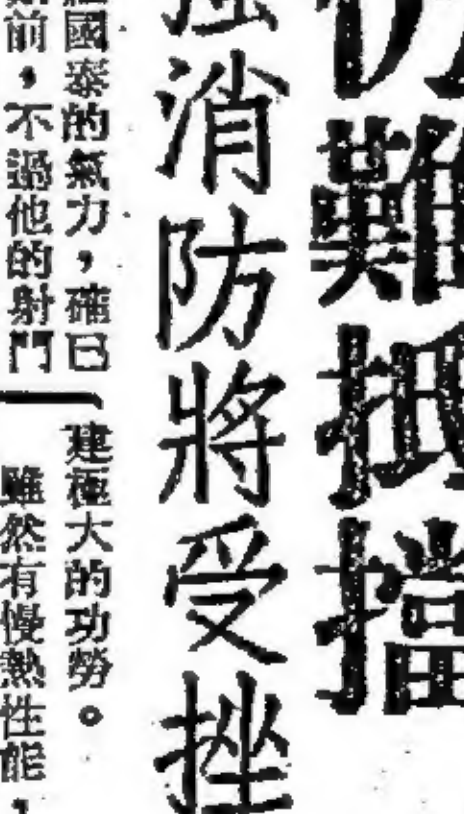 仍難抵擋
消防將受挫
國泰的氣力，確已
前，不過他的射門
建極大的功勞。
雖然有慢熱性能，